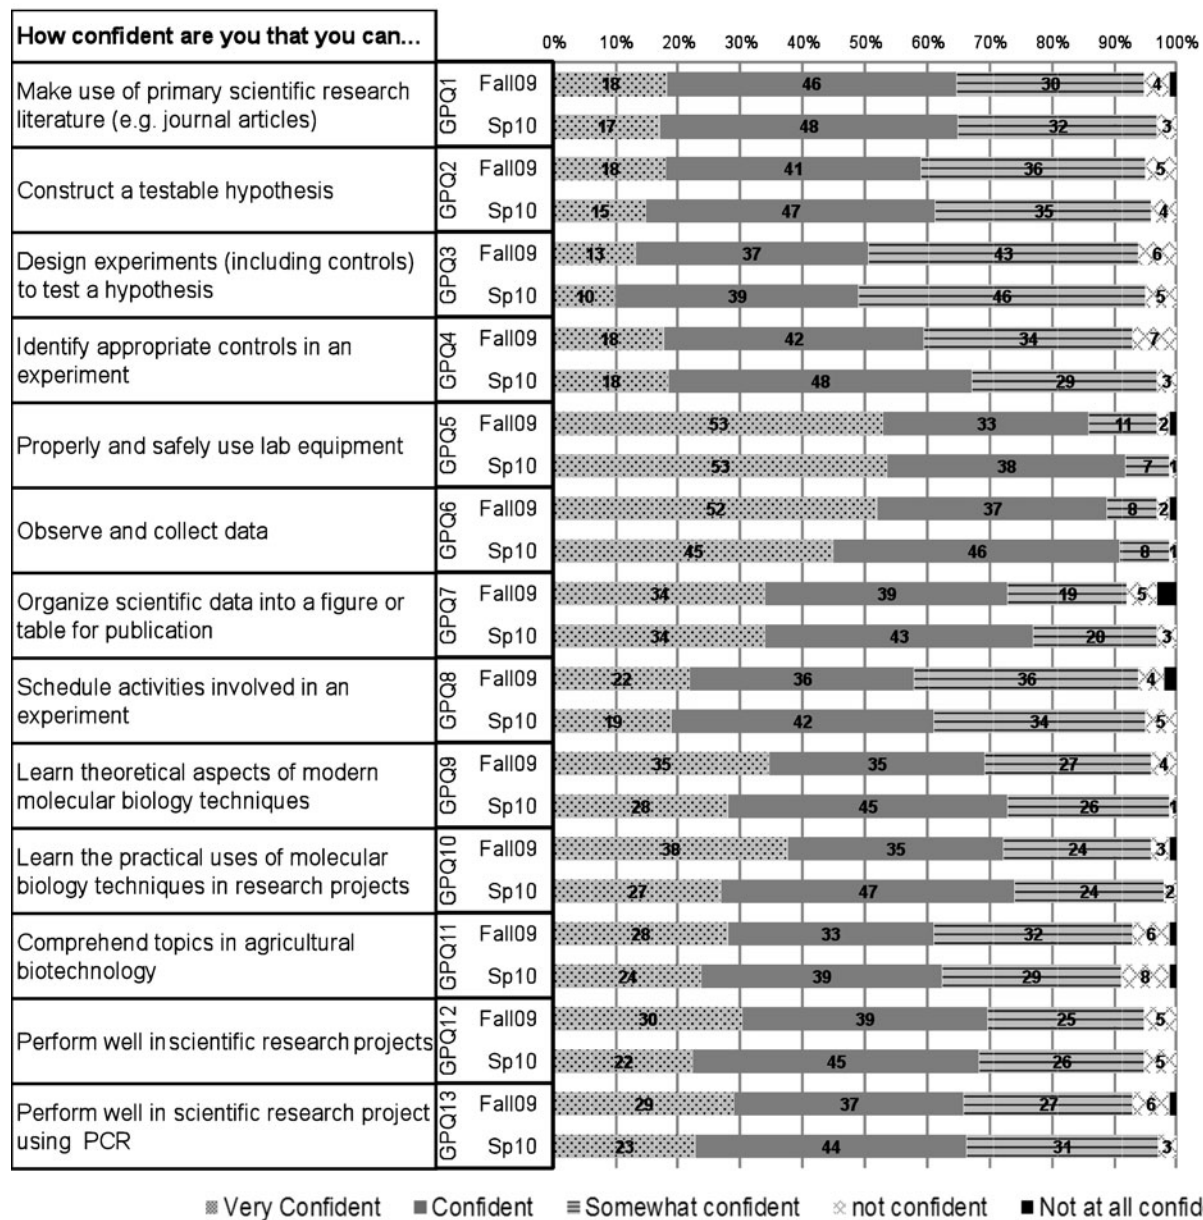 How confident are you that you can...
0% 10% 20% 30% 40% 50% 60% 70% 80% 90% 100%
Make use of primary scientific research
literature (e.g. journal articles)
GPQ1
Fall09 18 46 30 4
Sp10 17 48 32 3
Construct a testable hypothesis
GPQ2
Fall09 18 41 36 5
Sp10 15 47 35 4
Design experiments (including controls)
to test a hypothesis
GPQ3
Fall09 13 37 43 6
Sp10 10 39 46 5
Identify appropriate controls in an
experiment
GPQ4
Fall09 18 42 34 7
Sp10 18 48 29 3
Properly and safely use lab equipment
GPQ5
Fall09 53 33 11 2
Sp10 53 38 7 1
Observe and collect data
GPQ6
Fall09 52 37 8 2
Sp10 45 46 8 1
Organize scientific data into a figure or
table for publication
GPQ7
Fall09 34 39 19 5
Sp10 34 43 20 3
Schedule activities involved in an
experiment
GPQ8
Fall09 22 36 36 4
Sp10 19 42 34 5
Learn theoretical aspects of modern
molecular biology techniques
GPQ9
Fall09 35 35 27 4
Sp10 28 45 26 1
Learn the practical uses of molecular
biology techniques in research projects
GPQ10
Fall09 38 35 24 3
Sp10 27 47 24 2
Comprehend topics in agricultural
biotechnology
GPQ11
Fall09 28 33 32 6
Sp10 24 39 29 8
Perform well in scientific research projects
GPQ12
Fall09 30 39 25 5
Sp10 22 45 26 5
Perform well in scientific research project
using PCR
GPQ13
Fall09 29 37 27 6
Sp10 23 44 31 3
Very Confident Confident Somewhat confident not confident Not at all confid